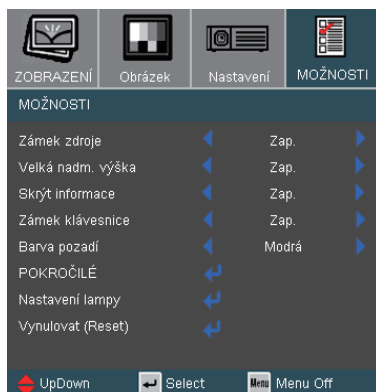 ZOBRAZENÍ Obrázek Nastavení MOŽNOSTI
MOŽNOSTI
Zámek zdroje Zap.
Velká nadm. výška Zap.
Skrýt informace Zap.
Zámek klávesnice Zap.
Barva pozadí Modrá
POKROČILÉ
Nastavení lampy
Vynulovat (Reset)
UpDown Select Menu Menu Off